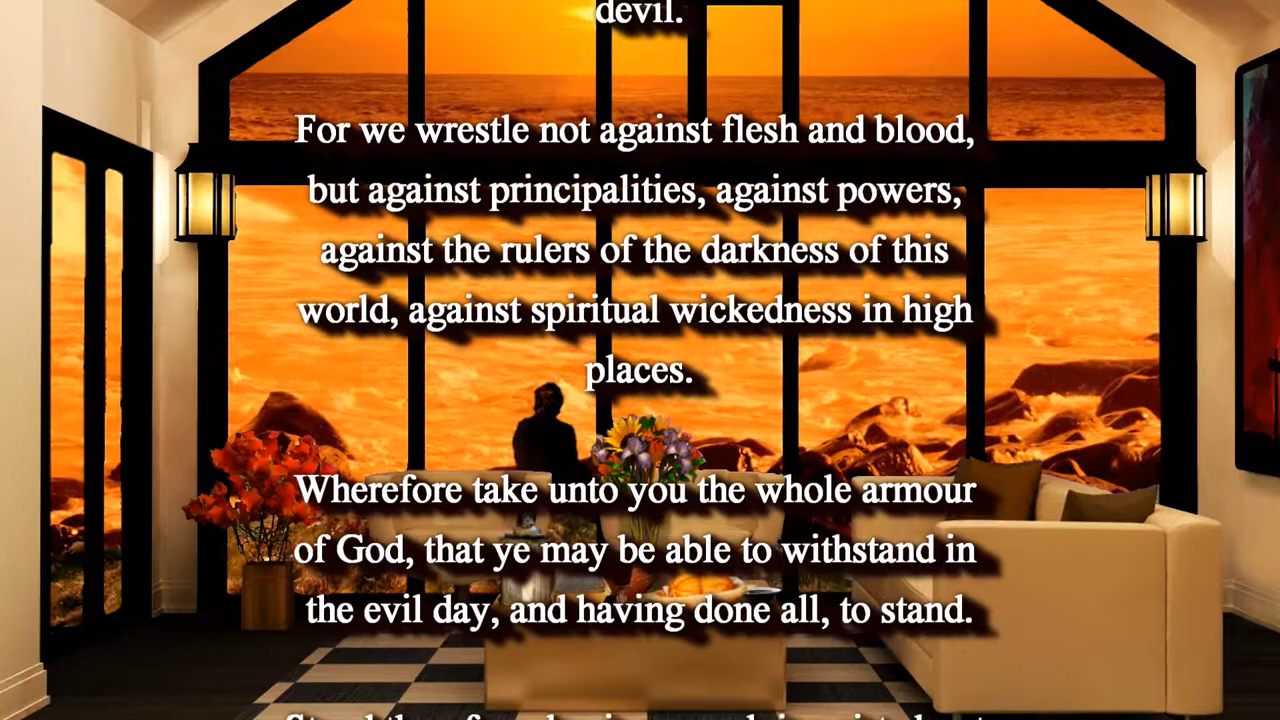 devil.
For we wrestle not against flesh and blood,
but against principalities, against powers,
against the rulers of the darkness of this
world, against spiritual wickedness in high
places.
Wherefore take unto you the whole armour
of God, that ye may be able to withstand in
the evil day, and having done all, to stand.